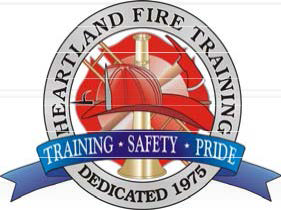 HEARTLAND FIRE TRAINING
TRAINING ★ SAFETY ★ PRIDE
DEDICATED 1975